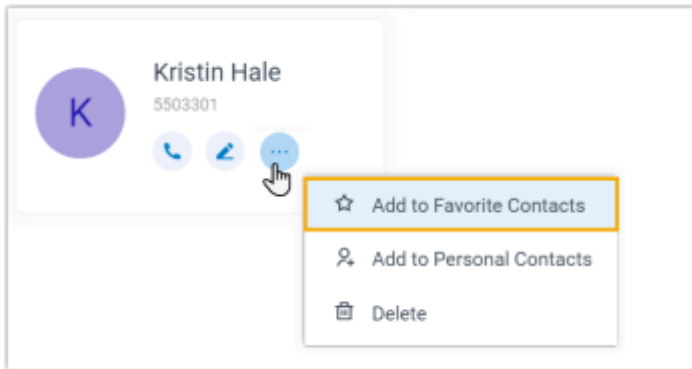 Kristin Hale
K
5503301
Add to Favorite Contacts
Add to Personal Contacts
Delete